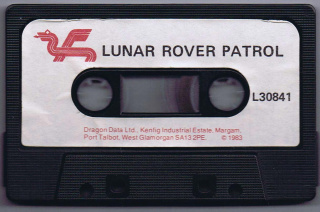 LUNAR ROVER PATROL
L30841
Dragon Data Ltd., Kenfig Industrial Estate, Margam,
Port Talbot, West Glamorgan SA13 2PE. © 1983